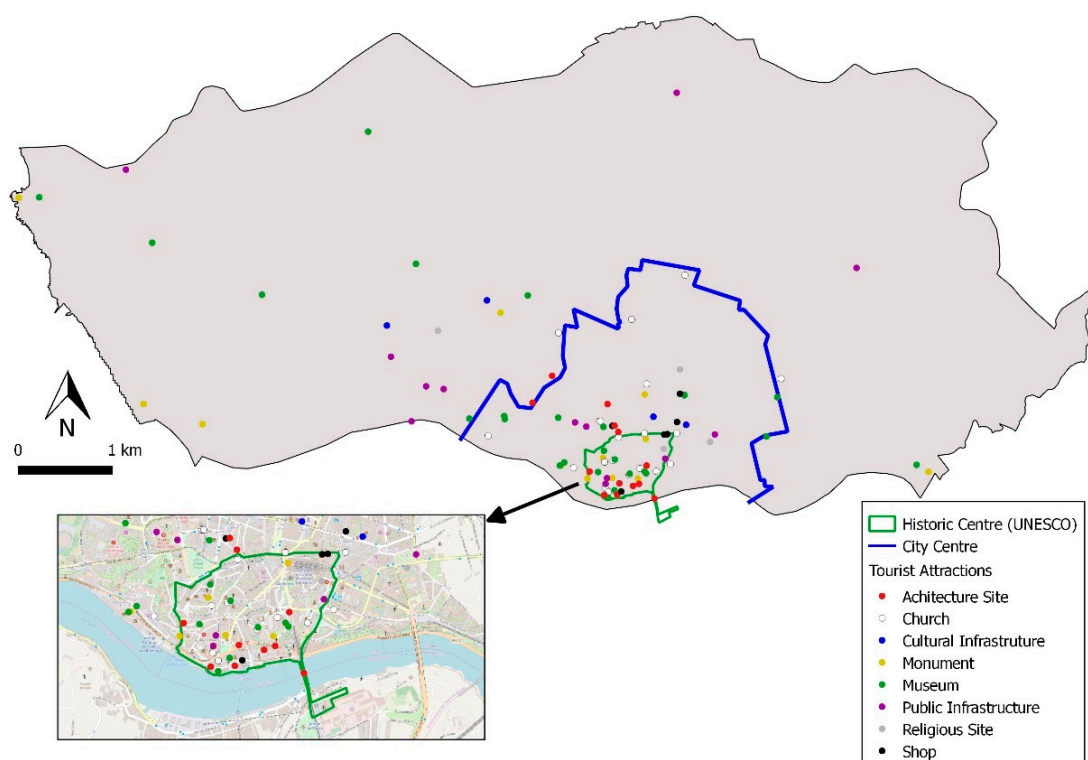 N
0 1 km
Historic Centre (UNESCO)
City Centre
Tourist Attractions
Achitecture Site
Church
Cultural Infrastruture
Monument
Museum
Public Infrastructure
Religious Site
Shop